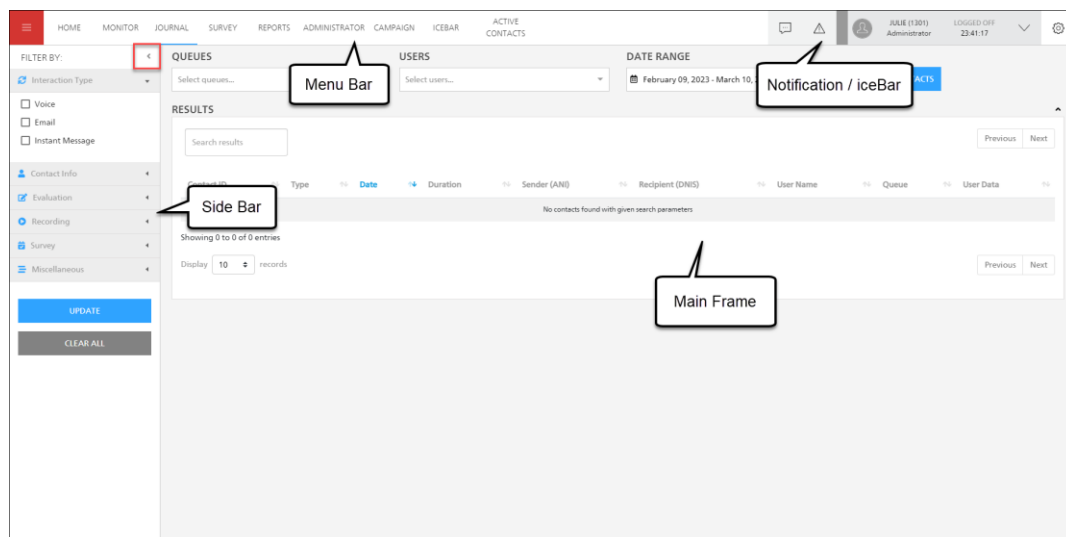 HOME MONITOR JOURNAL SURVEY REPORTS ADMINISTRATOR CAMPAIGN ICEBAR ACTIVE CONTACTS
JULIE (1301) Administrator
LOGGED OFF 23:41:17
FILTER BY:
QUEUES
USERS
DATE RANGE
Interaction Type
Select queues...
Select users...
February 09, 2023 - March 10,
Menu Bar
Notification / iceBar
Voice
Email
Instant Message
RESULTS
Search results
Previous Next
Contact Info
Evaluation
Recording
Survey
Miscellaneous
Contact ID Type Date Duration Sender (ANI) Recipient (DNIS) User Name Queue User Data
Side Bar
No contacts found with given search parameters
Showing 0 to 0 of 0 entries
Display 10 records
Previous Next
Main Frame
UPDATE
CLEAR ALL